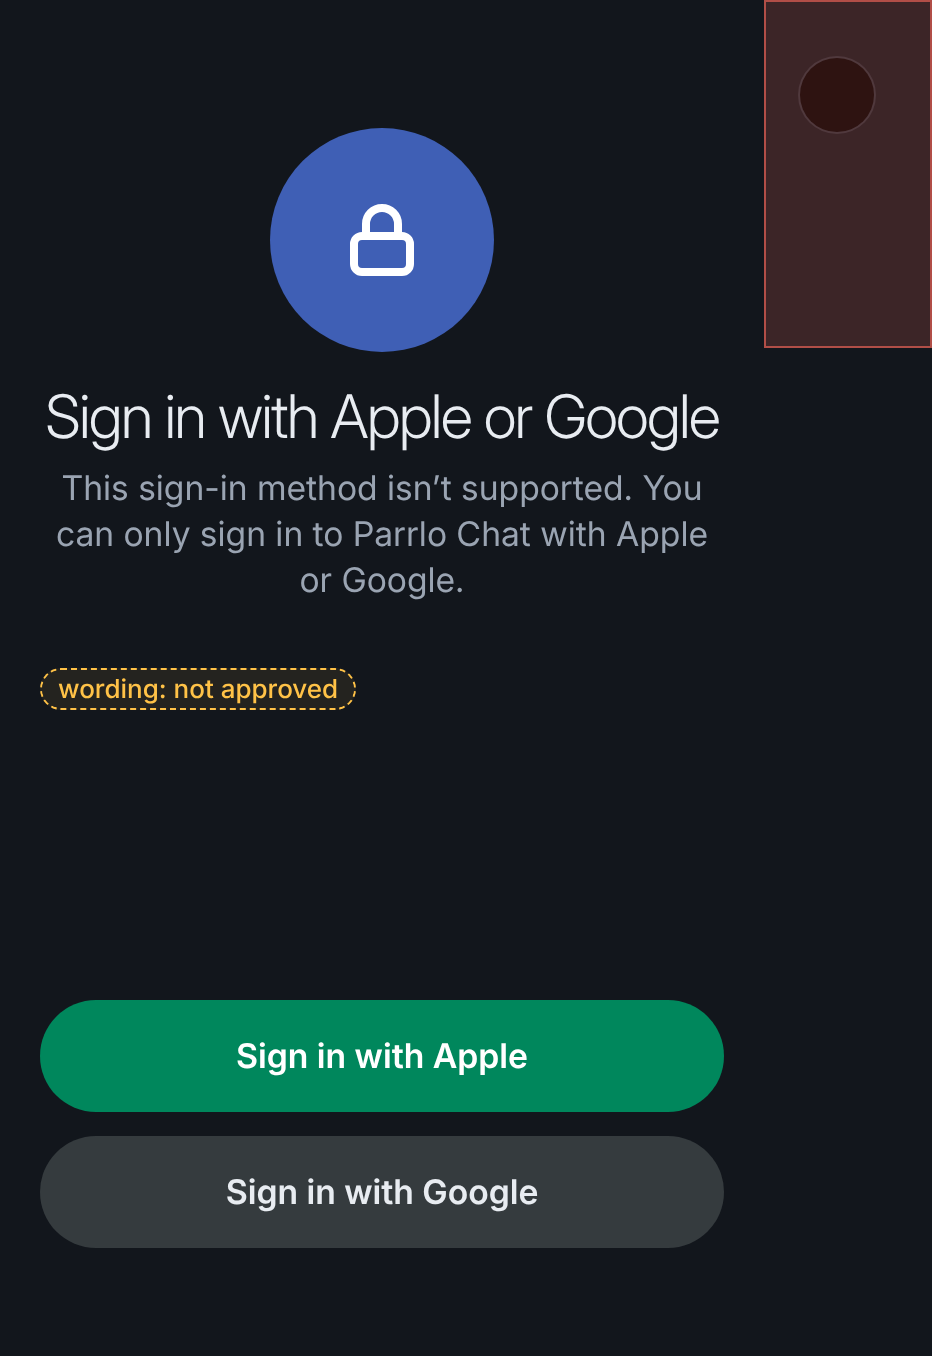 Sign in with Apple or Google
This sign-in method isn’t supported. You
can only sign in to Parrlo Chat with Apple
or Google.
wording: not approved
Sign in with Apple
Sign in with Google